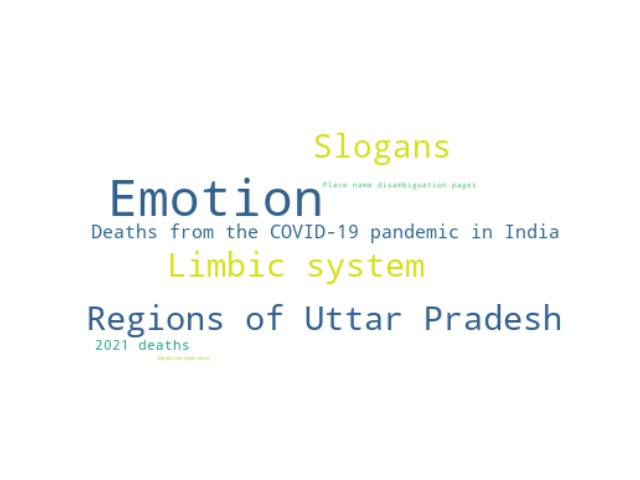 Slogans
Place name disambiguation pages
Emotion
Deaths from the COVID-19 pandemic in India
Limbic system
Regions of Uttar Pradesh
2021 deaths
Subjective experience